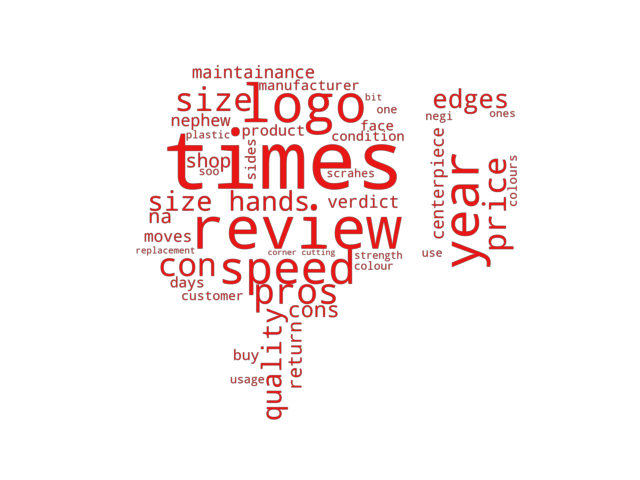 maintainance
manufacturer
size
logo
bit
one
nephew
plastic
product
face
condition
times
shop
soo
sides
scrahes
size hands.
verdict
na
review
moves
replacement
corner cutting
strength
con
speed
colour
days
customer
pros
cons
quality
return
buy
usage
edges
negi
ones
centerpiece
year
price
colours
use